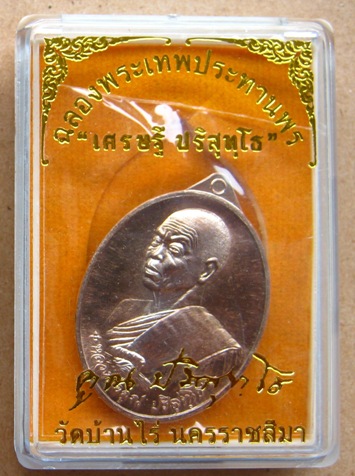 ฉลองพระเทพประทานพร
"เศรษฐี ปริสุทฺโธ"
คูณ ปริสุทฺโธ
วัดบ้านไร่ นครราชสีมา